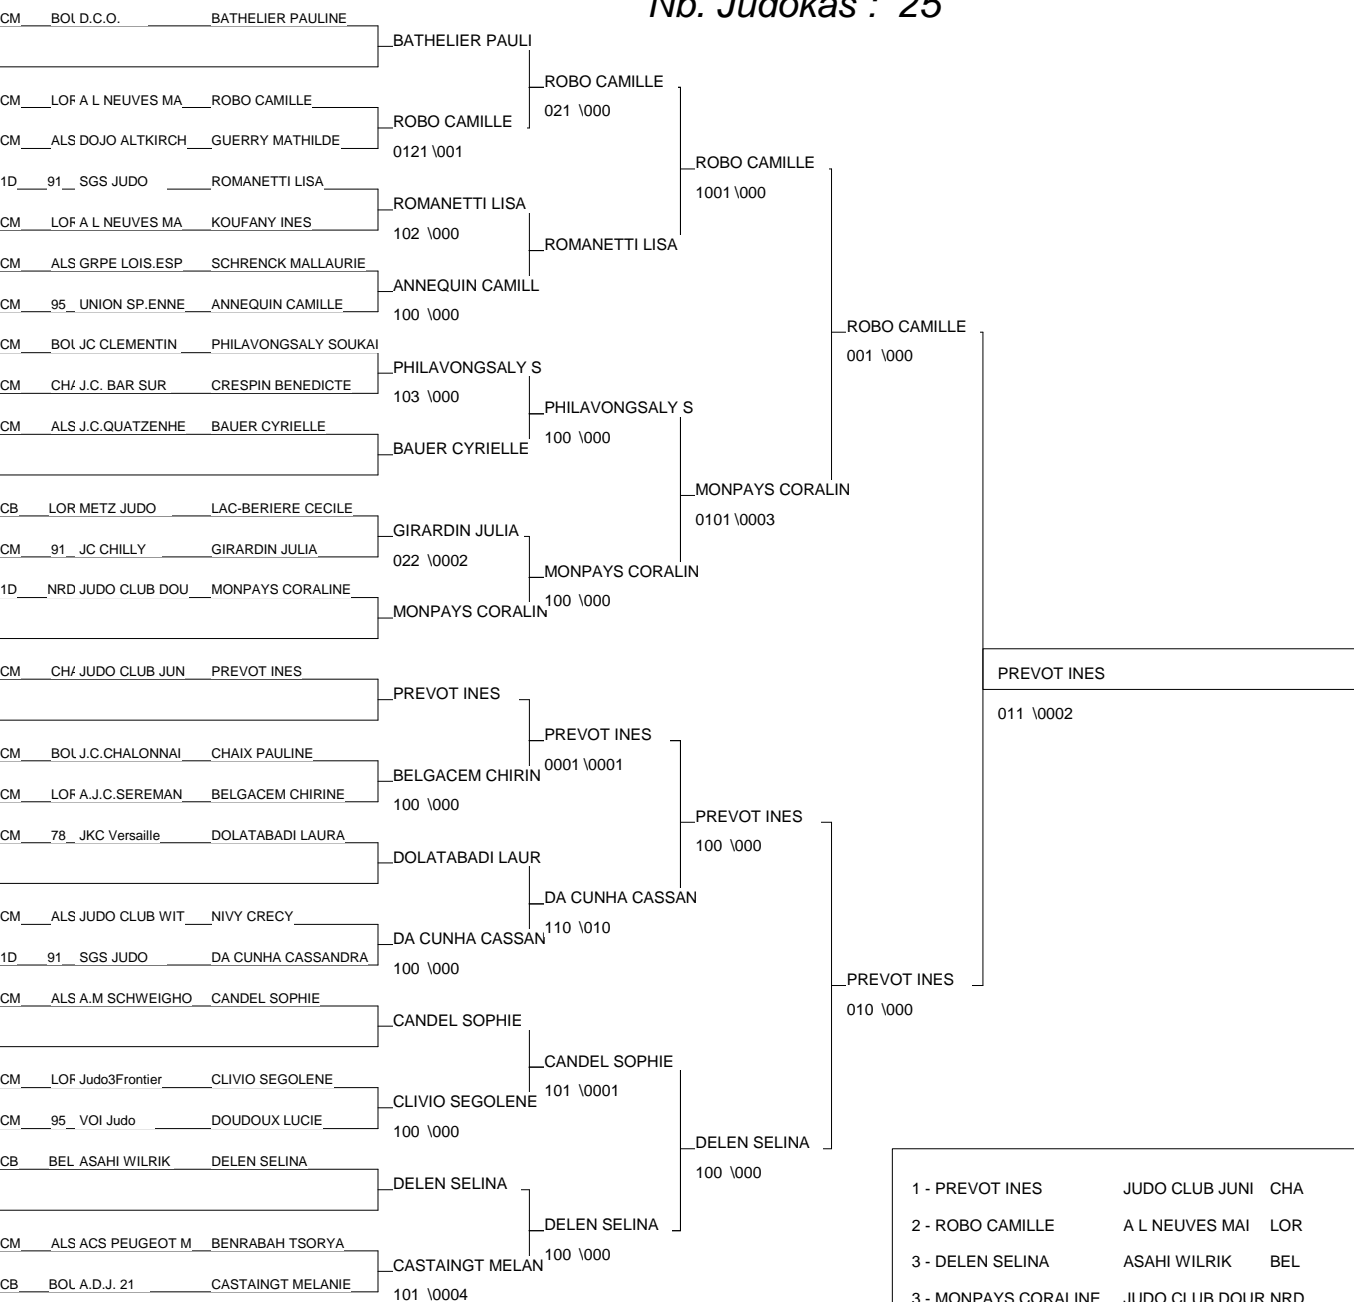 Nb. Judokas : 25
CM BOU D.C.O. BATHELIER PAULINE
BATHELIER PAULI
ROBO CAMILLE
021 \000
CM LOR A L NEUVES MA ROBO CAMILLE
ROBO CAMILLE
0121 \001
CM ALS DOJO ALTKIRCH GUERRY MATHILDE
ROBO CAMILLE
1001 \000
1D 91 SGS JUDO ROMANETTI LISA
ROMANETTI LISA
102 \000
CM LOR A L NEUVES MA KOUFANY INES
ROMANETTI LISA
CM ALS GRPE LOIS.ESP SCHRENCK MALLAURIE
ANNEQUIN CAMILL
100 \000
CM 95 UNION SP.ENNE ANNEQUIN CAMILLE
ROBO CAMILLE
001 \000
CM BOU JC CLEMENTIN PHILAVONGSALY SOUKAI
PHILAVONGSALY S
103 \000
CM CHA J.C. BAR SUR CRESPIN BENEDICTE
PHILAVONGSALY S
100 \000
CM ALS J.C.QUATZENHE BAUER CYRIELLE
BAUER CYRIELLE
MONPAYS CORALIN
0101 \0003
CB LOR METZ JUDO LAC-BERIERE CECILE
GIRARDIN JULIA
022 \0002
CM 91 JC CHILLY GIRARDIN JULIA
MONPAYS CORALIN
100 \000
1D NRD JUDO CLUB DOU MONPAYS CORALINE
MONPAYS CORALIN
PREVOT INES
011 \0002
CM CHA JUDO CLUB JUN PREVOT INES
PREVOT INES
PREVOT INES
0001 \0001
CM BOU J.C.CHALONNAI CHAIX PAULINE
BELGACEM CHIRIN
100 \000
CM LOR A.J.C.SEREMAN BELGACEM CHIRINE
PREVOT INES
100 \000
CM 78 JKC Versaille DOLATABADI LAURA
DOLATABADI LAUR
DA CUNHA CASSAN
110 \010
CM ALS JUDO CLUB WIT NIVY CRECY
DA CUNHA CASSAN
100 \000
1D 91 SGS JUDO DA CUNHA CASSANDRA
PREVOT INES
010 \000
CM ALS A.M SCHWEIGHO CANDEL SOPHIE
CANDEL SOPHIE
CANDEL SOPHIE
101 \0001
CM LOR Judo3Frontier CLIVIO SEGOLENE
CLIVIO SEGOLENE
100 \000
CM 95 VOI Judo DOUDOUX LUCIE
DELEN SELINA
100 \000
CB BEL ASAHI WILRIK DELEN SELINA
DELEN SELINA
DELEN SELINA
100 \000
CM ALS ACS PEUGEOT M BENRABAH TSORYA
CASTAINGT MELAN
101 \0004
CB BOU A.D.J. 21 CASTAINGT MELANIE
1 - PREVOT INES JUDO CLUB JUNI CHA
2 - ROBO CAMILLE A L NEUVES MAI LOR
3 - DELEN SELINA ASAHI WILRIK BEL
3 - MONPAYS CORALINE JUDO CLUB DOUR NRD